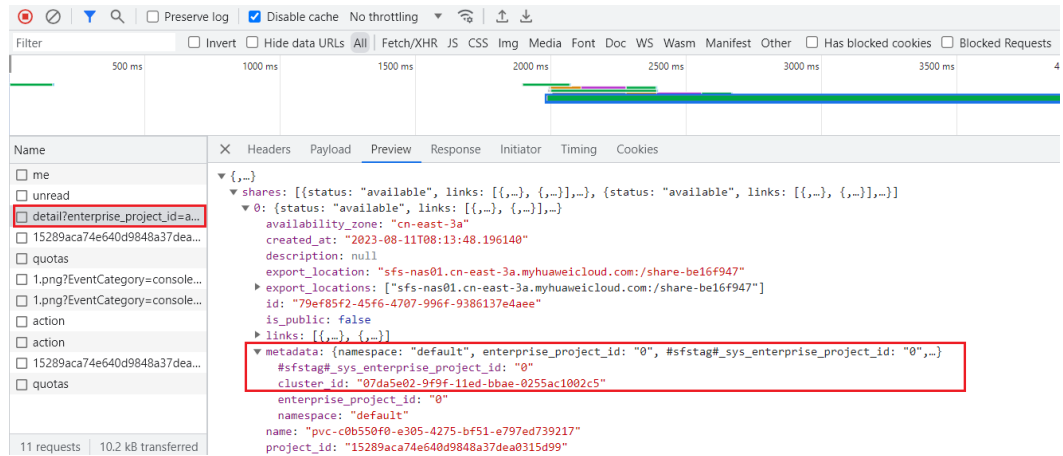 Preserve log Disable cache No throttling
Filter Invert Hide data URLs All Fetch/XHR JS CSS Img Media Font Doc WS Wasm Manifest Other Has blocked cookies Blocked Requests
500 ms 1000 ms 1500 ms 2000 ms 2500 ms 3000 ms 3500 ms 4
Name
Headers Payload Preview Response Initiator Timing Cookies
me
unread
detail?enterprise_project_id=a...
15289aca74e640d9848a37dea...
quotas
1.png?EventCategory=console...
1.png?EventCategory=console...
action
action
15289aca74e640d9848a37dea...
quotas
11 requests 10.2 kB transferred
{,…}
shares: [{status: "available", links: [{,…}, {,…}],…}, {status: "available", links: [{,…}, {,…}],…}]
0: {status: "available", links: [{,…}, {,…}],…}
availability_zone: "cn-east-3a"
created_at: "2023-08-11T08:13:48.196140"
description: null
export_location: "sfs-nas01.cn-east-3a.myhuaweicloud.com:/share-be16f947"
export_locations: ["sfs-nas01.cn-east-3a.myhuaweicloud.com:/share-be16f947"]
id: "79ef85f2-45f6-4707-996f-9386137e4aee"
is_public: false
links: [{,…}, {,…}]
metadata: {namespace: "default", enterprise_project_id: "0", #sfstag#_sys_enterprise_project_id: "0",…}
#sfstag#_sys_enterprise_project_id: "0"
cluster_id: "07da5e02-9f9f-11ed-bbae-0255ac1002c5"
enterprise_project_id: "0"
namespace: "default"
name: "pvc-c0b550f0-e305-4275-bf51-e797ed739217"
project_id: "15289aca74e640d9848a37dea0315d99"